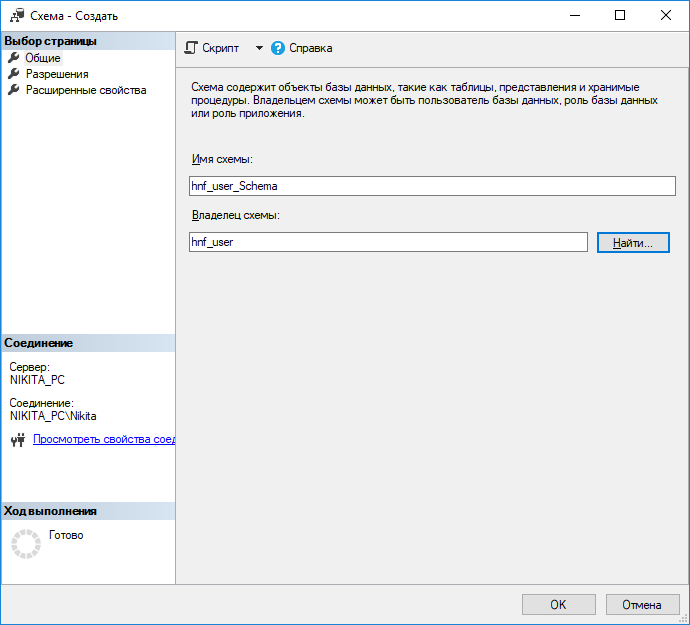 Схема - Создать
Выбор страницы
Общие
Разрешения
Расширенные свойства
Соединение
Сервер:
NIKITA_PC
Соединение:
NIKITA_PC\Nikita
Просмотреть свойства соед
Ход выполнения
Готово
Скрипт
Справка
Схема содержит объекты базы данных, такие как таблицы, представления и хранимые
процедуры. Владельцем схемы может быть пользователь базы данных, роль базы данных
или роль приложения.
Имя схемы:
hnf_user_Schema
Владелец схемы:
hnf_user
Найти...
OK
Отмена